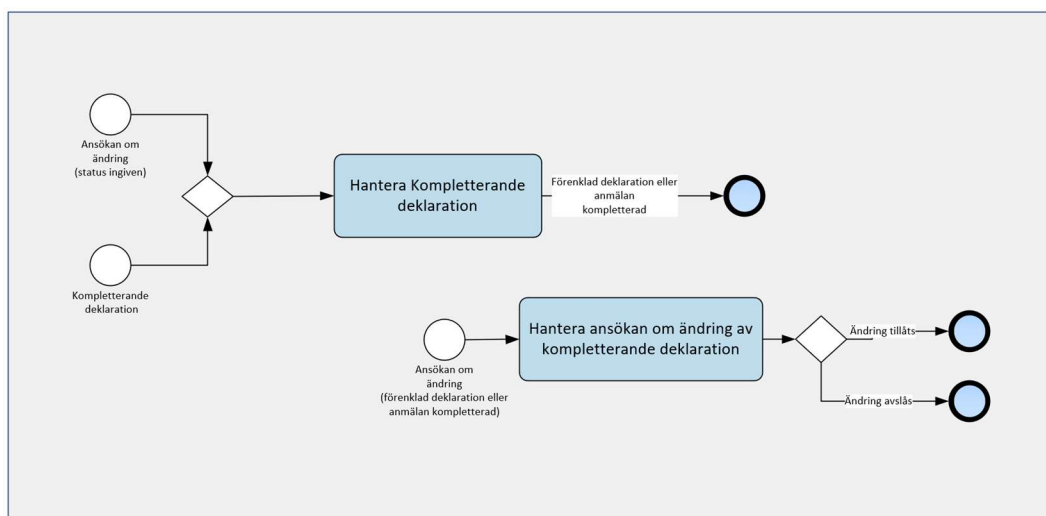 Ansökan om
ändring
(status ingiven)
Hantera Kompletterande
deklaration
Förenklad deklaration eller
anmälan
kompletterad
Kompletterande
deklaration
Hantera ansökan om ändring av
kompletterande deklaration
Ändring tillåts
Ansökan om
ändring
(förenklad deklaration eller
anmälan kompletterad)
Ändring avslås